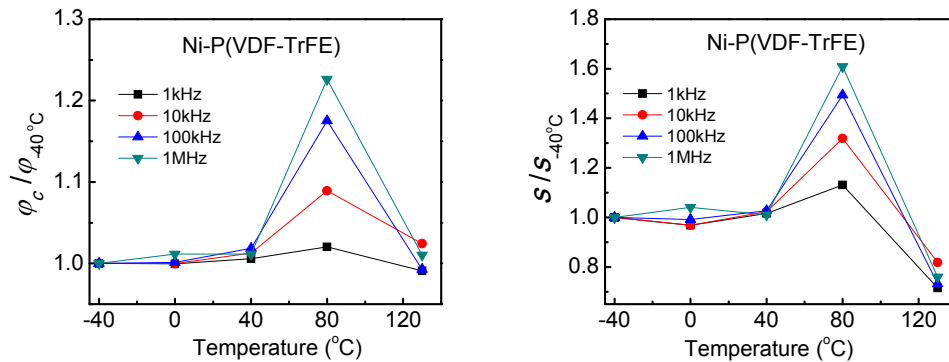 φc /φ-40°C
1.3
1.2
1.1
1.0
Ni-P(VDF-TrFE)
1kHz
10kHz
100kHz
1MHz
-40 0 40 80 120
Temperature (°C)
s/s-40°C
1.8
1.6
1.4
1.2
1.0
0.8
Ni-P(VDF-TrFE)
1kHz
10kHz
100kHz
1MHz
-40 0 40 80 120
Temperature (°C)